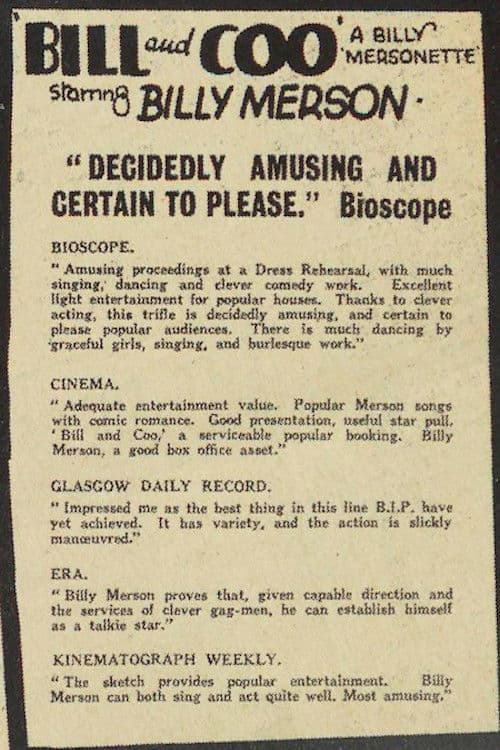 'BILL and COO' A BILLY
'MERSONETTE'
starring BILLY MERSON.
"DECIDEDLY AMUSING AND
CERTAIN TO PLEASE." Bioscope
BIOSCOPE.
"Amusing proceedings at a Dress Rehearsal, with much
singing, dancing and clever comedy work. Excellent
light entertainment for popular houses. Thanks to clever
acting, this trifle is decidedly amusing, and certain to
please popular audiences. There is much dancing by
graceful girls, singing, and burlesque work."
CINEMA.
"Adequate entertainment value. Popular Merson songs
with comic romance. Good presentation, useful star pull.
'Bill and Coo,' a serviceable popular booking. Billy
Merson, a good box office asset."
GLASGOW DAILY RECORD.
"Impressed me as the best thing in this line B.I.P. have
yet achieved. It has variety, and the action is slickly
manœuvred."
ERA.
"Billy Merson proves that, given capable direction and
the services of clever gag-men, he can establish himself
as a talkie star."
KINEMATOGRAPH WEEKLY.
"The sketch provides popular entertainment. Billy
Merson can both sing and act quite well. Most amusing."